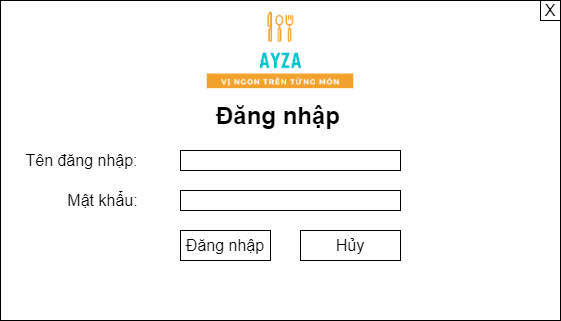 X
AYZA
VỊ NGON TRÊN TỪNG MÓN
Đăng nhập
Tên đăng nhập:
Mật khẩu:
Đăng nhập Hủy